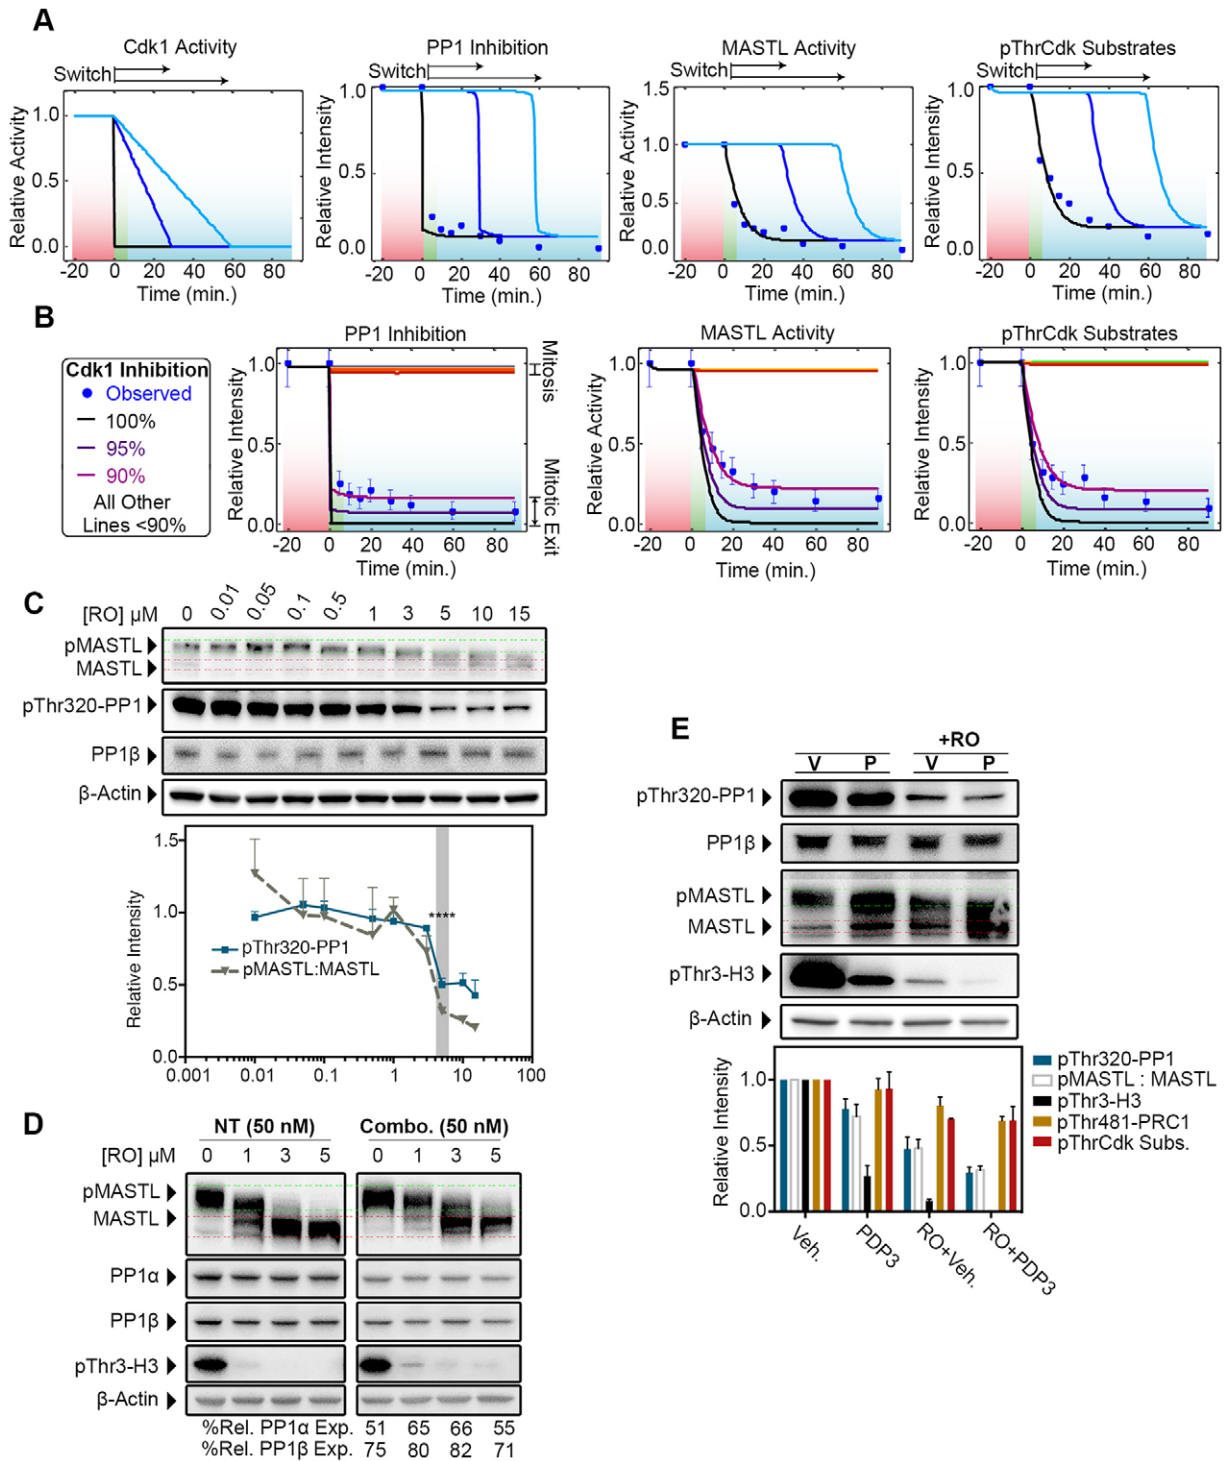 A
Cdk1 Activity
PP1 Inhibition
MASTL Activity
pThrCdk Substrates
Switch
Switch
Switch
Switch
Relative Activity
1.0
0.5
0.0
-20 0 20 40 60 80
Time (min.)
Relative Intensity
1.0
0.5
0.0
-20 0 20 40 60 80
Time (min.)
Relative Activity
1.5
1.0
0.5
0.0
-20 0 20 40 60 80
Time (min.)
Relative Intensity
1.0
0.5
0.0
-20 0 20 40 60 80
Time (min.)
B
Cdk1 Inhibition
Observed
100%
95%
90%
All Other
Lines <90%
PP1 Inhibition
Relative Intensity
1.0
0.5
0.0
-20 0 20 40 60 80
Time (min.)
Mitosis
Mitotic Exit
MASTL Activity
Relative Activity
1.0
0.5
0.0
-20 0 20 40 60 80
Time (min.)
pThrCdk Substrates
Relative Intensity
1.0
0.5
0.0
-20 0 20 40 60 80
Time (min.)
C
[RO] µM 0 0.01 0.05 0.1 0.5 1 3 5 10 15
pMASTL
MASTL
pThr320-PP1
PP1β
β-Actin
Relative Intensity
1.5
1.0
0.5
0.0
****
pThr320-PP1
pMASTL:MASTL
0.001 0.01 0.1 1 10 100
D
NT (50 nM) Combo. (50 nM)
[RO] µM 0 1 3 5 0 1 3 5
pMASTL
MASTL
PP1α
PP1β
pThr3-H3
β-Actin
%Rel. PP1α Exp. 51 65 66 55
%Rel. PP1β Exp. 75 80 82 71
E
+RO
V P V P
pThr320-PP1
PP1β
pMASTL
MASTL
pThr3-H3
β-Actin
Relative Intensity
1.0
0.5
0.0
Veh.
PDP3
RO+Veh.
RO+PDP3
pThr320-PP1
pMASTL : MASTL
pThr3-H3
pThr481-PRC1
pThrCdk Subs.